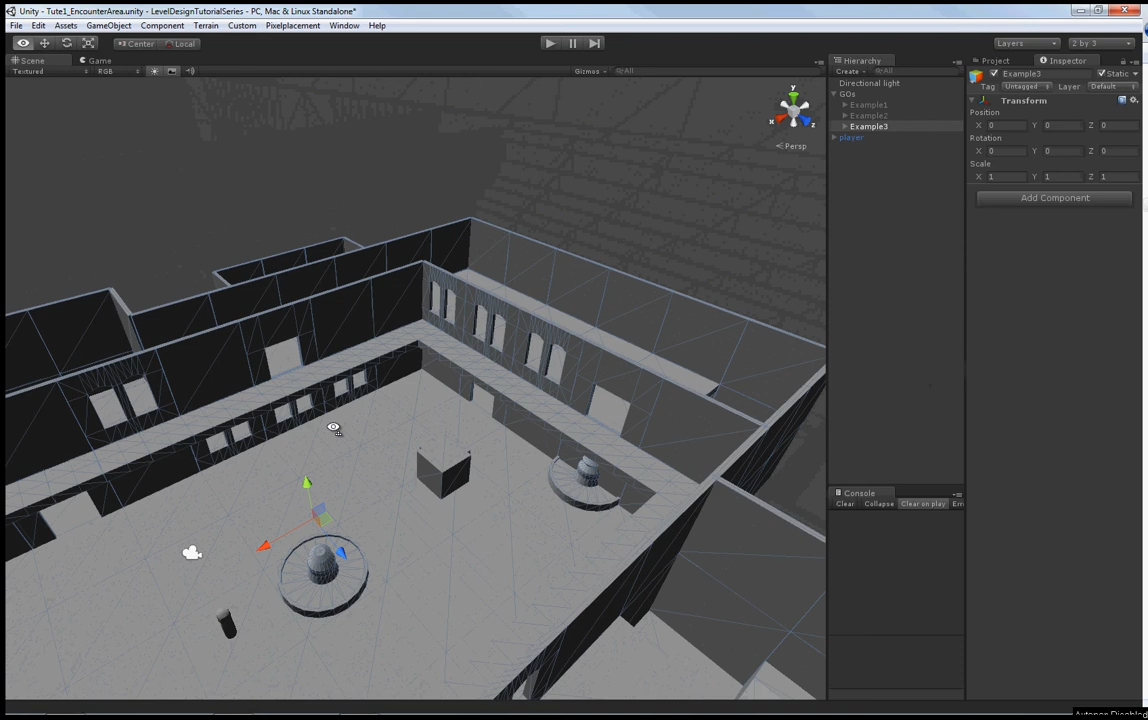 Unity - Tute1_EncounterArea.unity - LevelDesignTutorialSeries - PC, Mac & Linux Standalone*
File Edit Assets GameObject Component Terrain Custom Pixelplacement Window Help
Center Local Layers 2 by 3
Scene Game
Textured RGB Gizmos All
y
x z
Persp
Hierarchy
Create All
Directional light
GOs
Example1
Example2
Example3
player
Console
Clear Collapse Clear on play Err
Project Inspector
Example3 Static
Tag Untagged Layer Default
Transform
Position
X 0 Y 0 Z 0
Rotation
X 0 Y 0 Z 0
Scale
X 1 Y 1 Z 1
Add Component